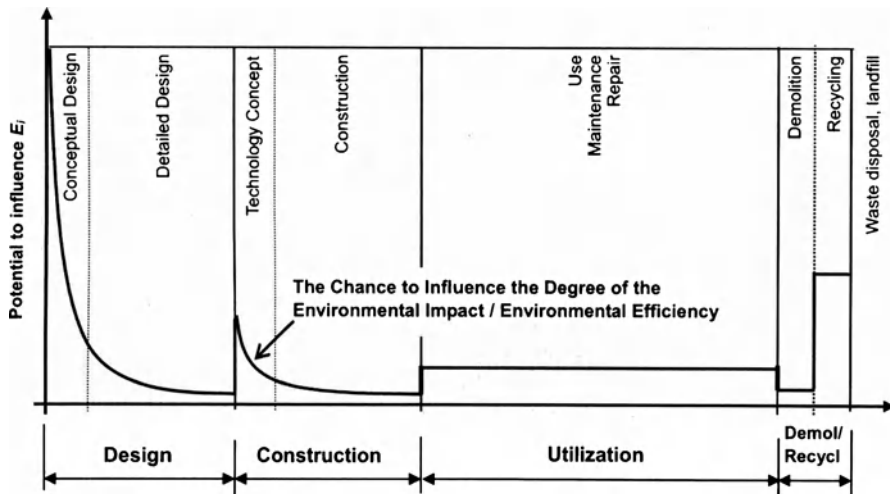 Potential to influence Ei
Conceptual Design
Detailed Design
Technology Concept
Construction
Use
Maintenance
Repair
Demolition
Recycling
Waste disposal, landfill
The Chance to Influence the Degree of the
Environmental Impact / Environmental Efficiency
Design
Construction
Utilization
Demol/
Recycl